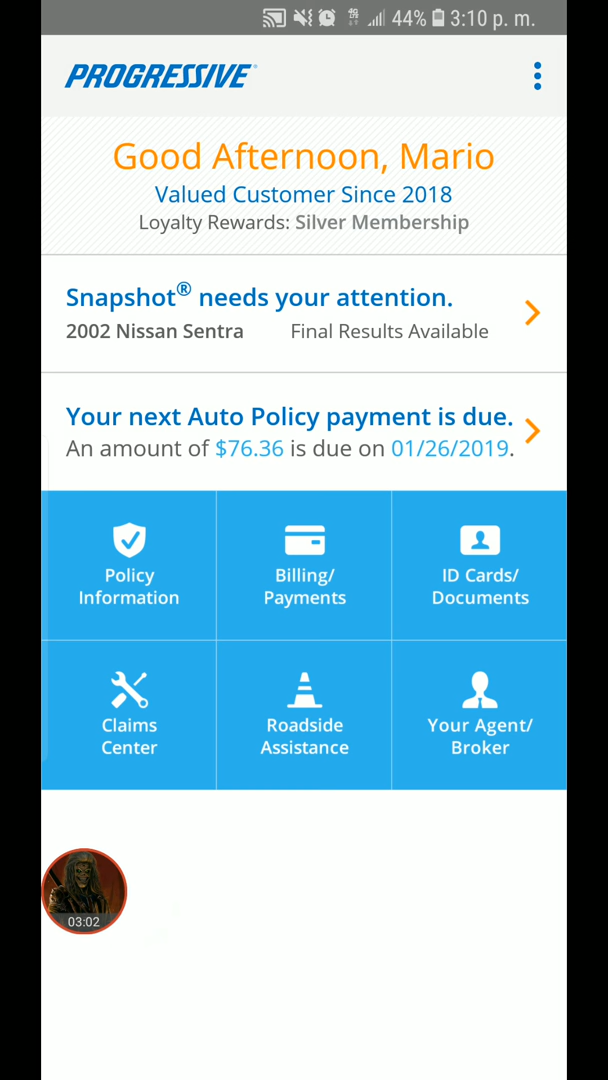 44% 3:10 p. m.
PROGRESSIVE
Good Afternoon, Mario
Valued Customer Since 2018
Loyalty Rewards: Silver Membership
Snapshot® needs your attention.
2002 Nissan Sentra Final Results Available
Your next Auto Policy payment is due.
An amount of $76.36 is due on 01/26/2019.
Policy
Information
Billing/
Payments
ID Cards/
Documents
Claims
Center
Roadside
Assistance
Your Agent/
Broker
03:02